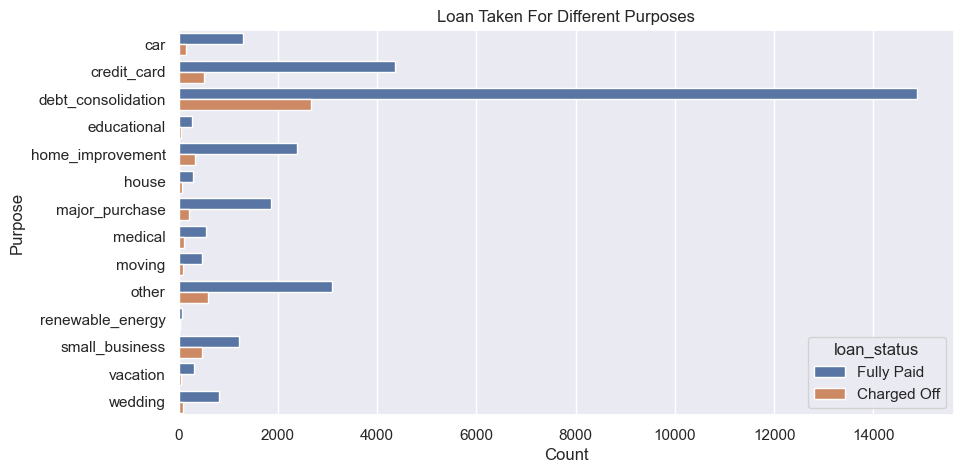 Loan Taken For Different Purposes
Purpose
car
credit_card
debt_consolidation
educational
home_improvement
house
major_purchase
medical
moving
other
renewable_energy
small_business
vacation
wedding
loan_status
Fully Paid
Charged Off
0 2000 4000 6000 8000 10000 12000 14000
Count